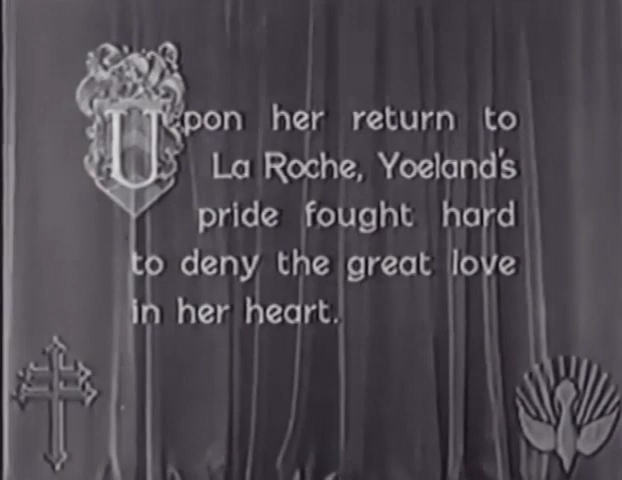 Upon her return to
La Roche, Yoeland's
pride fought hard
to deny the great love
in her heart.